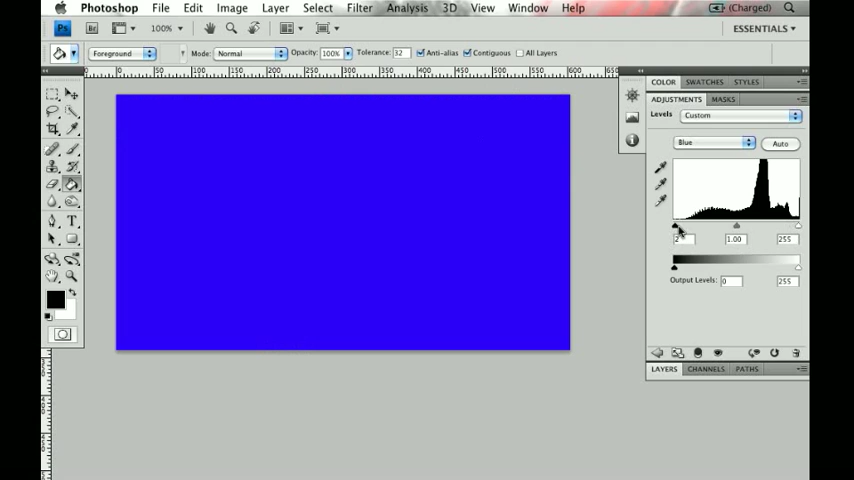 Photoshop File Edit Image Layer Select Filter Analysis 3D View Window Help (Charged)
Ps Br 100% ESSENTIALS
Foreground Mode: Normal Opacity: 100% Tolerance: 32 Anti-alias Contiguous All Layers
0 50 100 150 200 250 300 350 400 450 500 550 600 650
COLOR SWATCHES STYLES
ADJUSTMENTS MASKS
Levels Custom
Blue Auto
2 1.00 255
Output Levels: 0 255
LAYERS CHANNELS PATHS